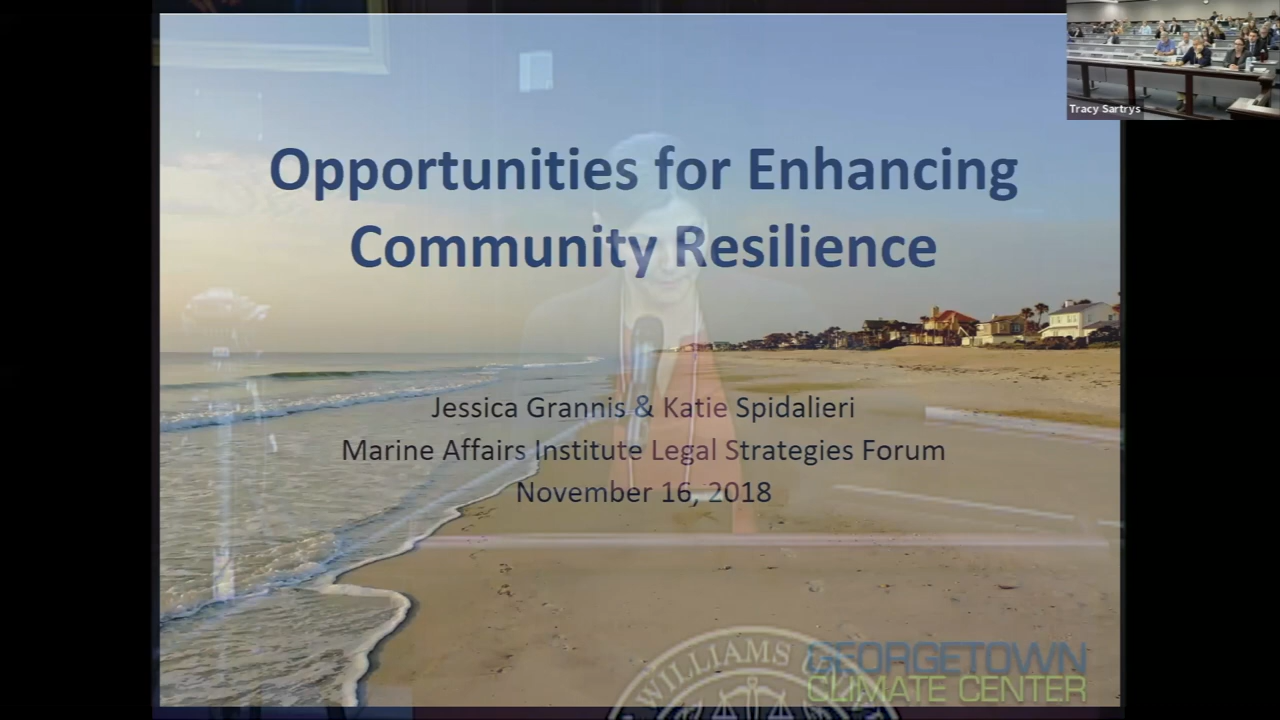 Tracy Sartrys
Opportunities for Enhancing
Community Resilience
Jessica Grannis & Katie Spidalieri
Marine Affairs Institute Legal Strategies Forum
November 16, 2018
WILLIAMS &
GEORGETOWN
CLIMATE CENTER